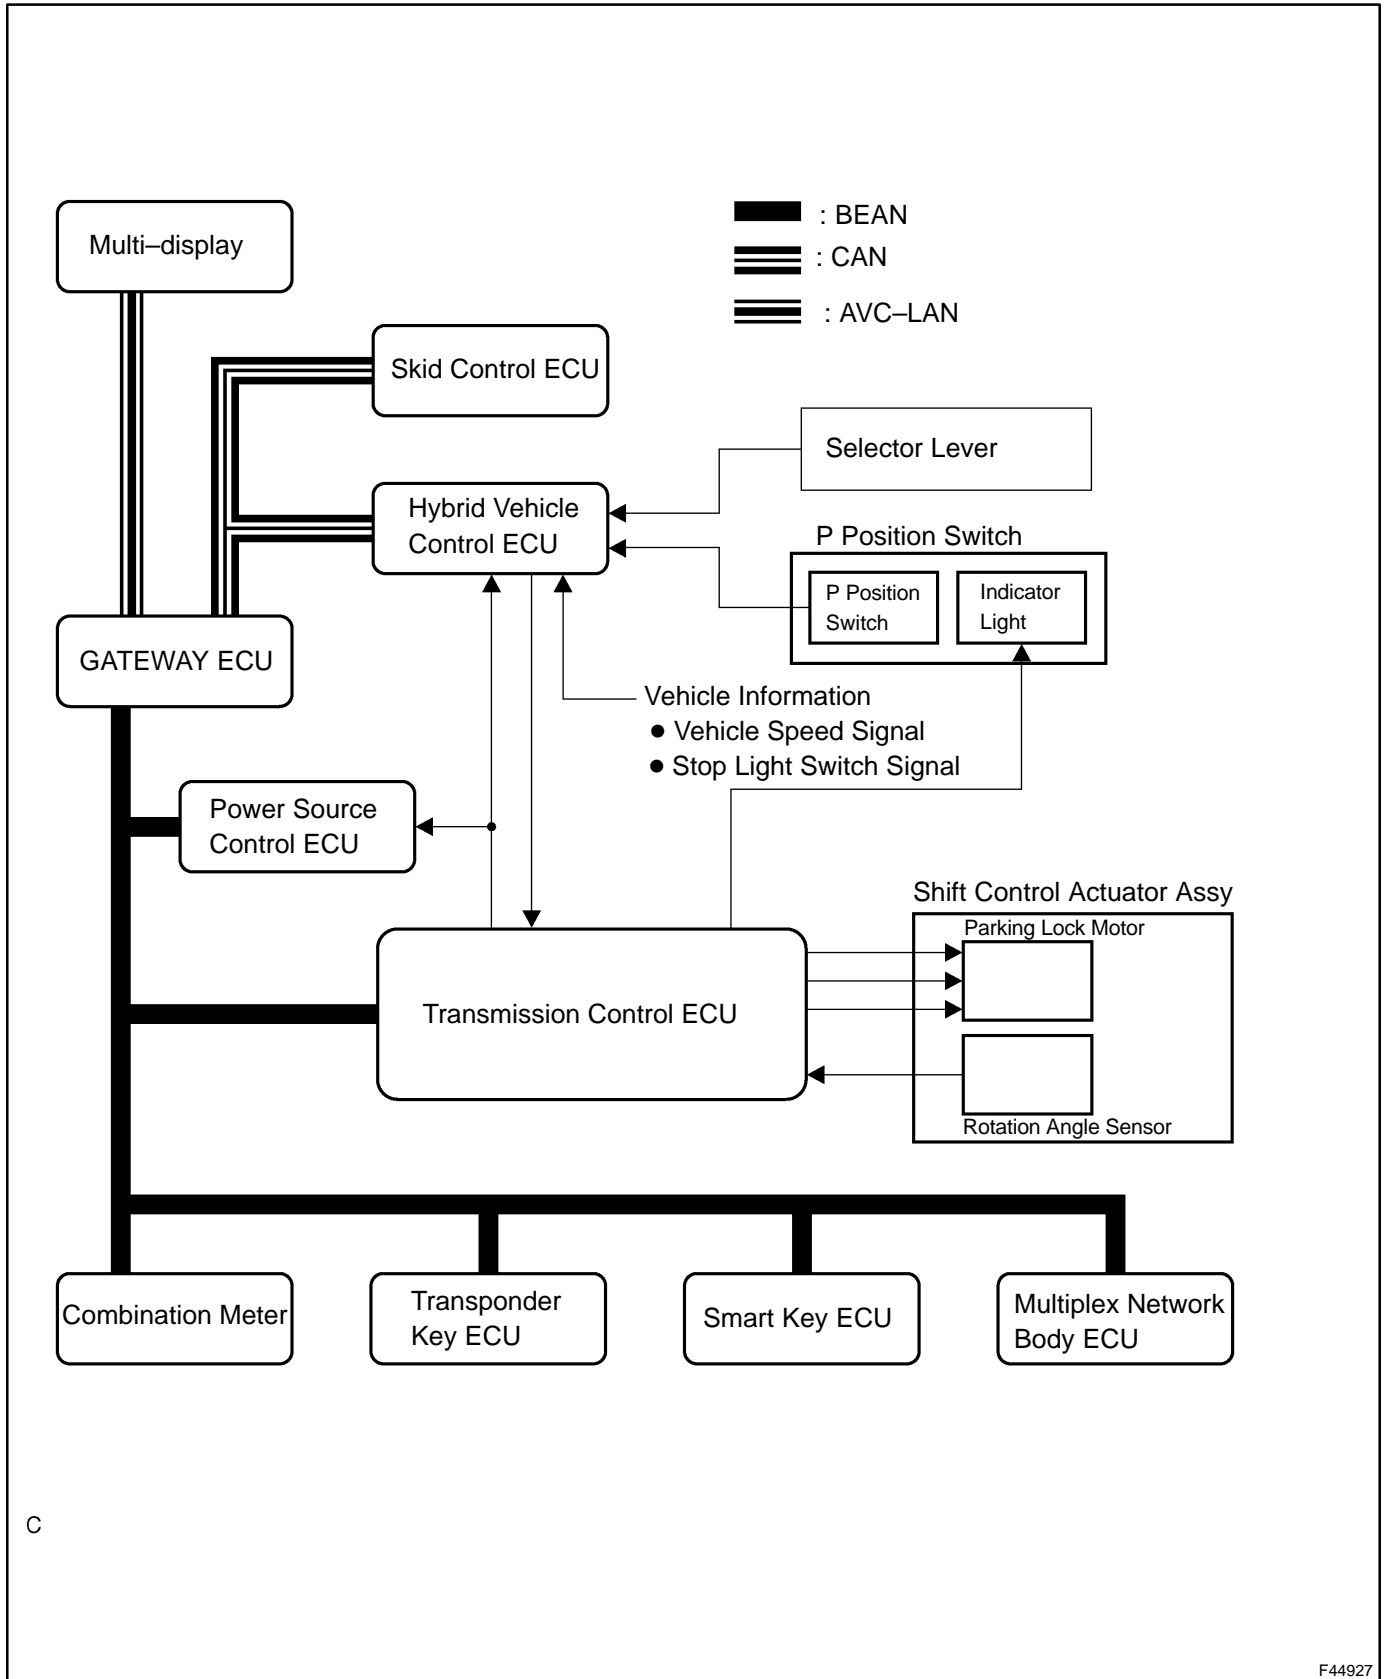 Multi–display
: BEAN
: CAN
: AVC–LAN
Skid Control ECU
Selector Lever
Hybrid Vehicle
Control ECU
P Position Switch
P Position
Switch
Indicator
Light
GATEWAY ECU
Vehicle Information
● Vehicle Speed Signal
● Stop Light Switch Signal
Power Source
Control ECU
Shift Control Actuator Assy
Parking Lock Motor
Transmission Control ECU
Rotation Angle Sensor
Combination Meter
Transponder
Key ECU
Smart Key ECU
Multiplex Network
Body ECU
C
F44927